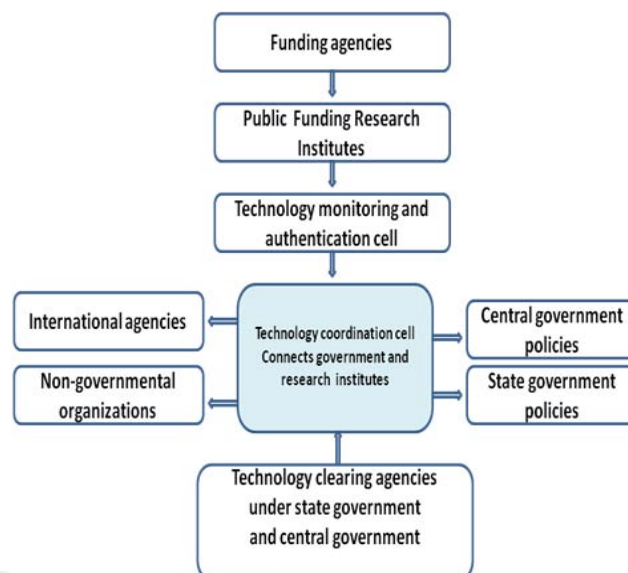 Funding agencies
Public Funding Research
Institutes
Technology monitoring and
authentication cell
International agencies
Non-governmental
organizations
Technology coordination cell
Connects government and
research institutes
Central government
policies
State government
policies
Technology clearing agencies
under state government
and central government